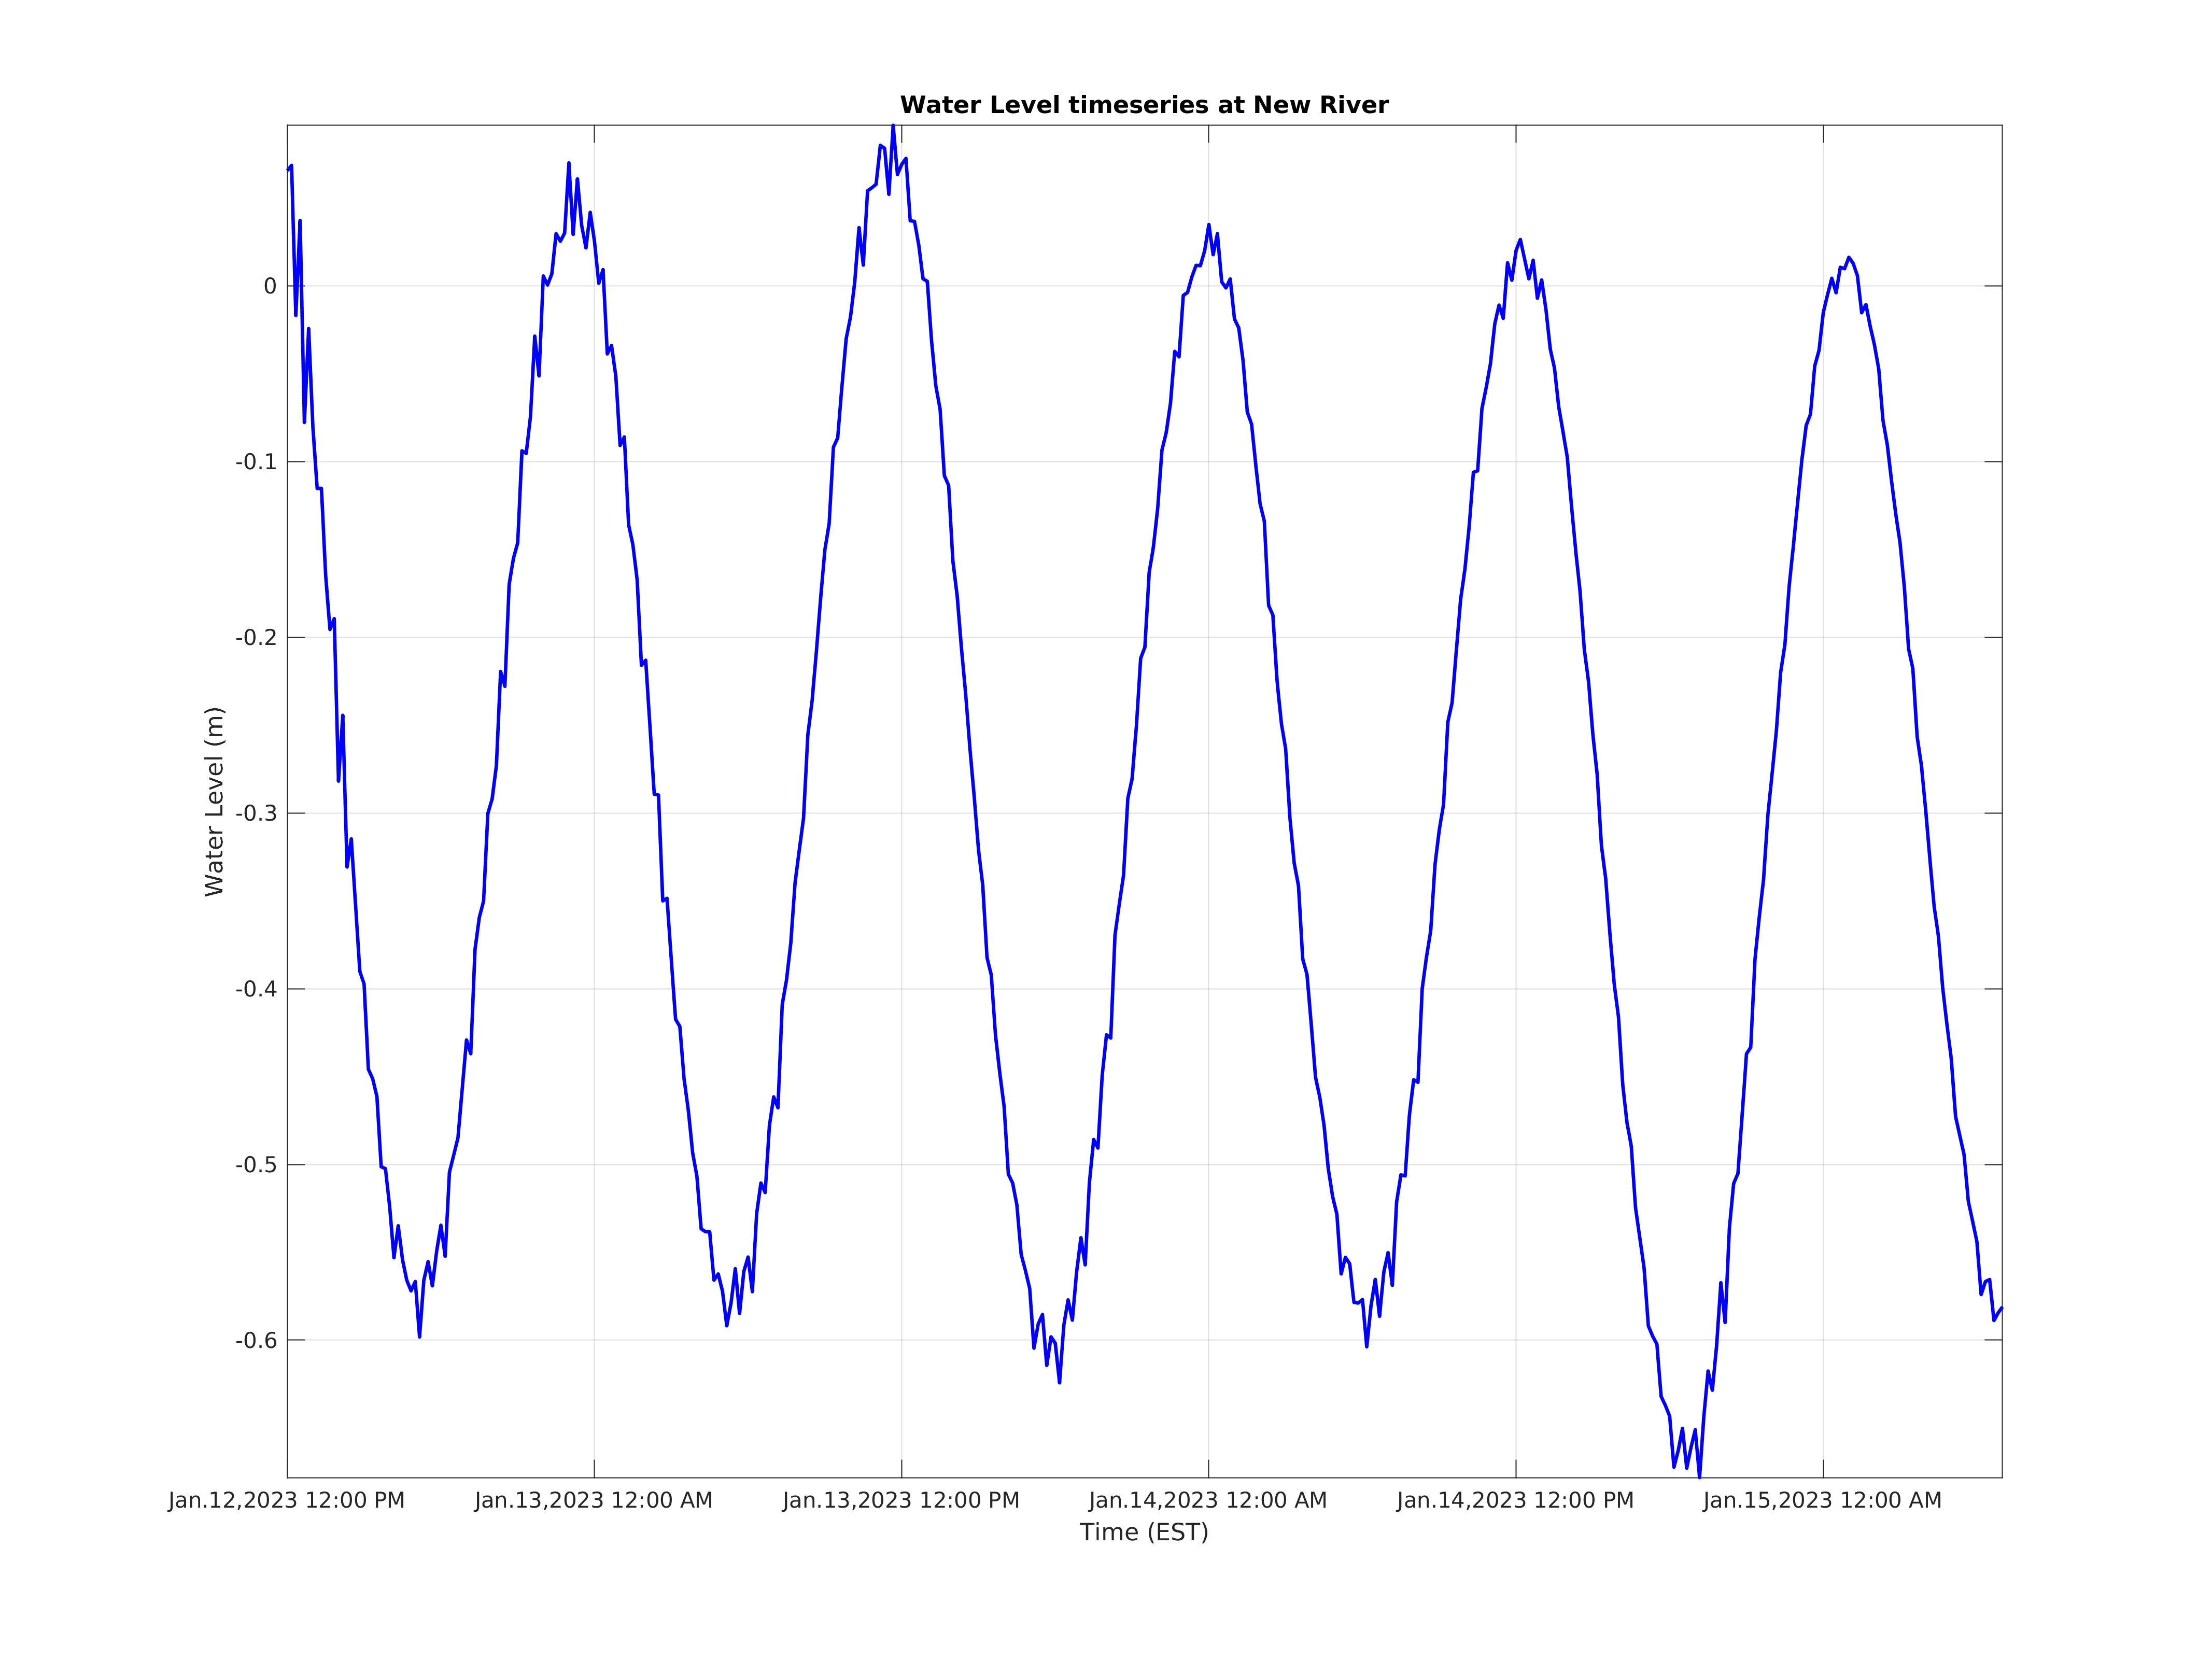 Water Level timeseries at New River
0
-0.1
-0.2
-0.3
-0.4
-0.5
-0.6
Water Level (m)
Jan.12,2023 12:00 PM
Jan.13,2023 12:00 AM
Jan.13,2023 12:00 PM
Jan.14,2023 12:00 AM
Jan.14,2023 12:00 PM
Jan.15,2023 12:00 AM
Time (EST)